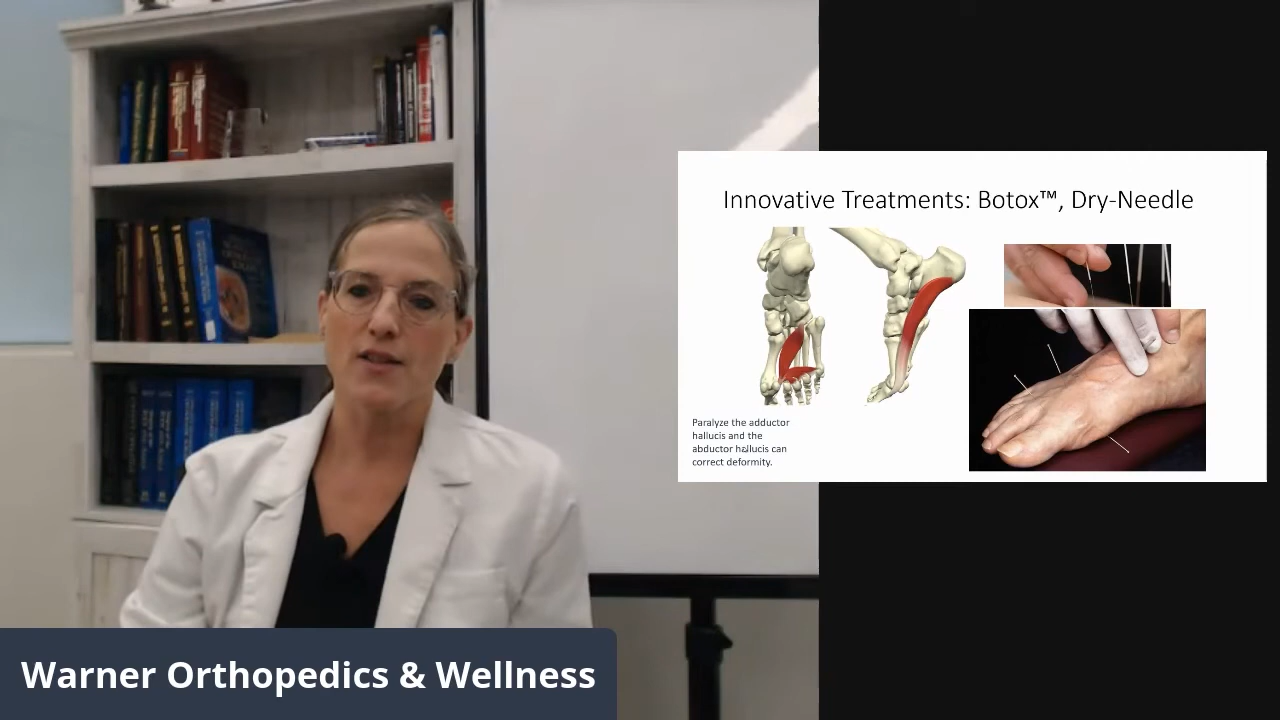 Innovative Treatments: Botox™, Dry-Needle
Paralyze the adductor
hallucis and the
abductor hallucis can
correct deformity.
Warner Orthopedics & Wellness